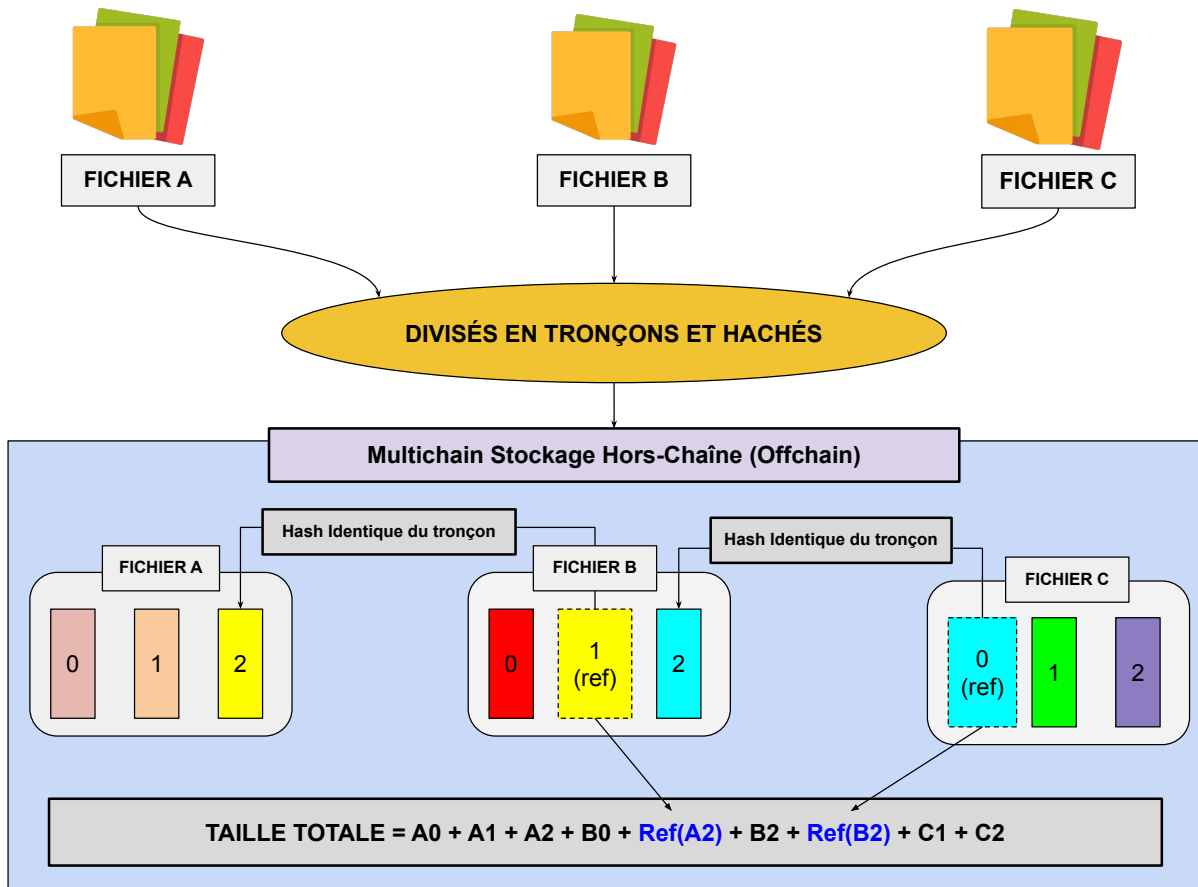 FICHIER A
FICHIER B
FICHIER C
DIVISÉS EN TRONÇONS ET HACHÉS
Multichain Stockage Hors-Chaîne (Offchain)
Hash Identique du tronçon
Hash Identique du tronçon
FICHIER A
FICHIER B
FICHIER C
0
1
2
0
1
(ref)
2
0
(ref)
1
2
TAILLE TOTALE = A0 + A1 + A2 + B0 + Ref(A2) + B2 + Ref(B2) + C1 + C2